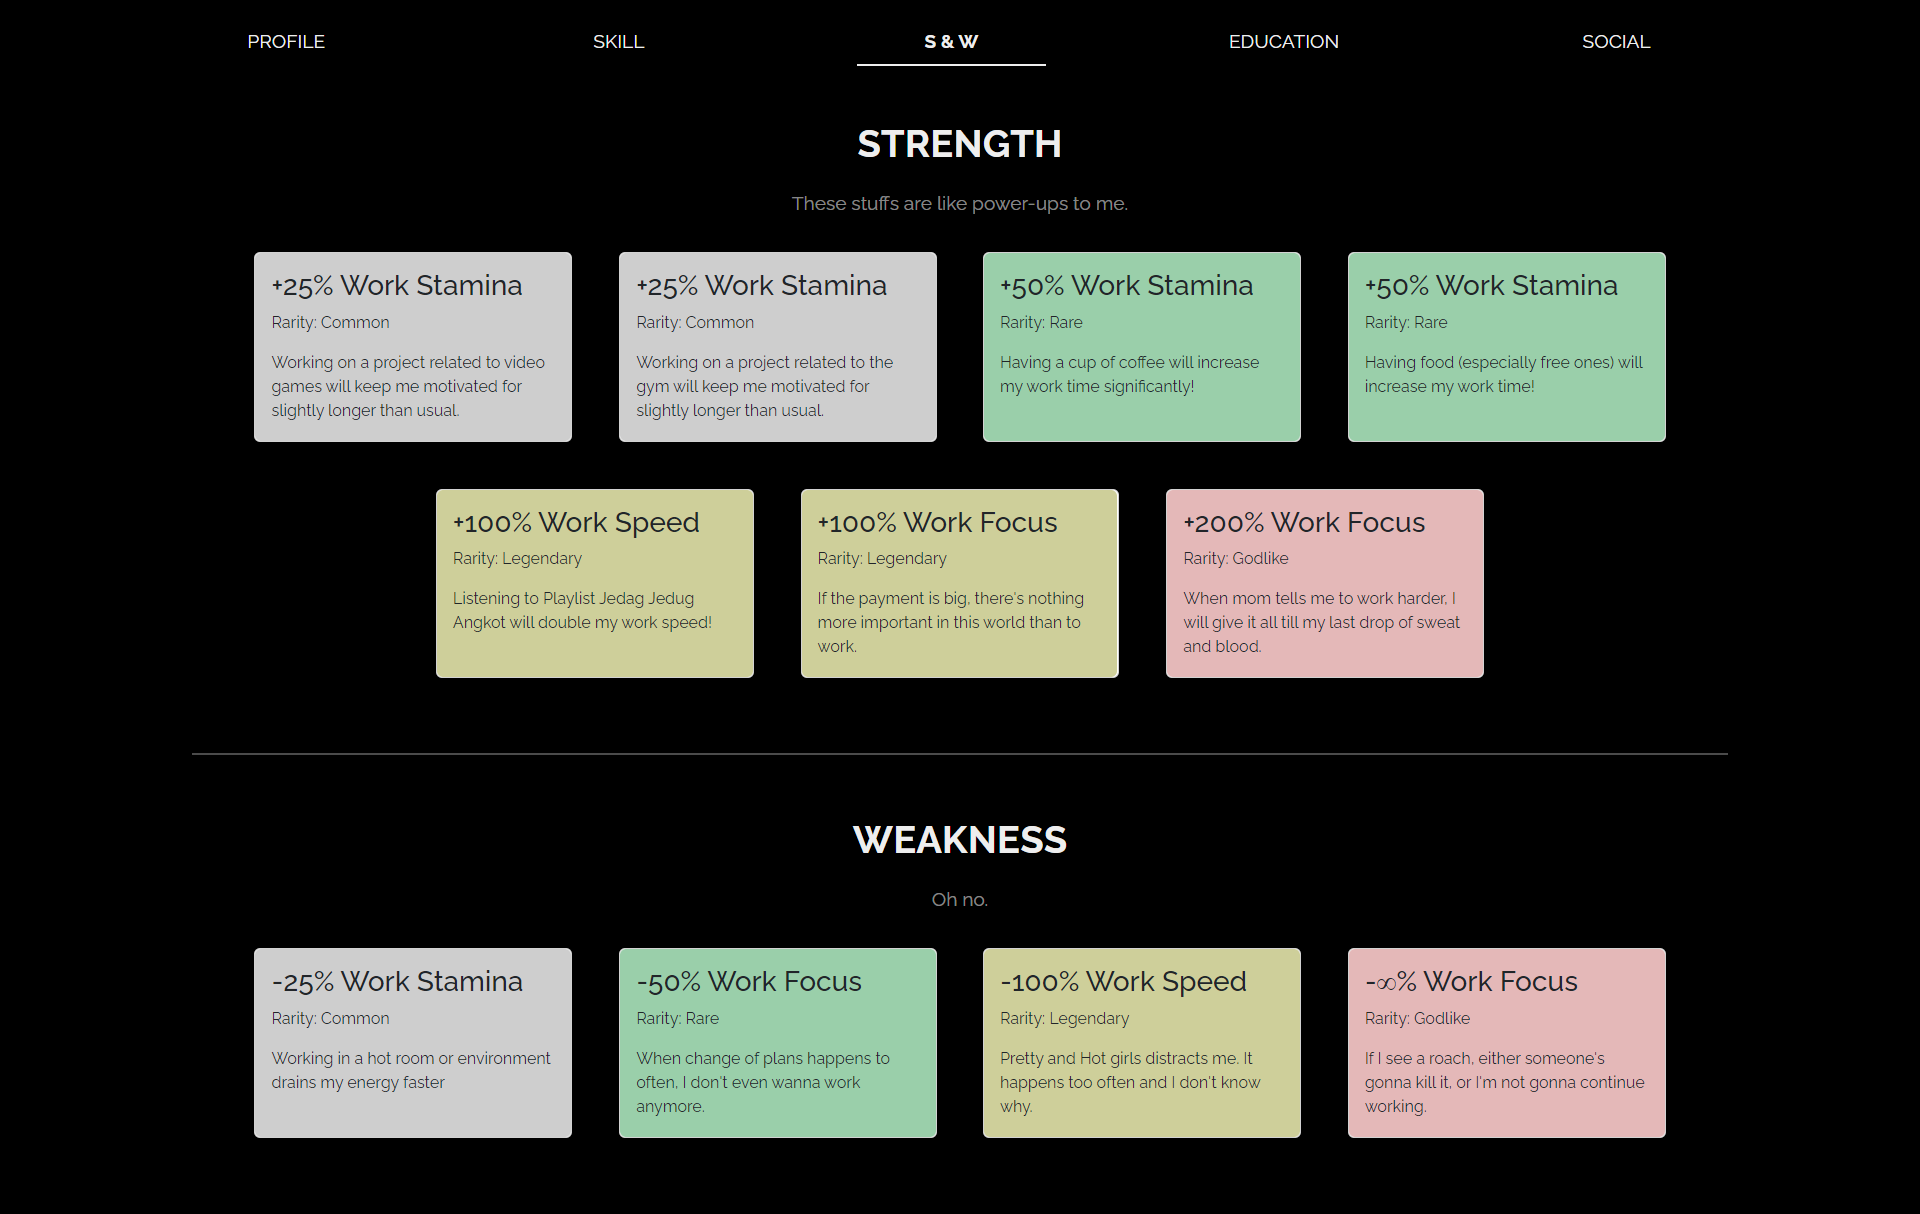 PROFILE SKILL S & W EDUCATION SOCIAL
STRENGTH
These stuffs are like power-ups to me.
+25% Work Stamina
Rarity: Common
Working on a project related to video
games will keep me motivated for
slightly longer than usual.
+25% Work Stamina
Rarity: Common
Working on a project related to the
gym will keep me motivated for
slightly longer than usual.
+50% Work Stamina
Rarity: Rare
Having a cup of coffee will increase
my work time significantly!
+50% Work Stamina
Rarity: Rare
Having food (especially free ones) will
increase my work time!
+100% Work Speed
Rarity: Legendary
Listening to Playlist Jedag Jedug
Angkot will double my work speed!
+100% Work Focus
Rarity: Legendary
If the payment is big, there's nothing
more important in this world than to
work.
+200% Work Focus
Rarity: Godlike
When mom tells me to work harder, I
will give it all till my last drop of sweat
and blood.
WEAKNESS
Oh no.
-25% Work Stamina
Rarity: Common
Working in a hot room or environment
drains my energy faster
-50% Work Focus
Rarity: Rare
When change of plans happens to
often, I don't even wanna work
anymore.
-100% Work Speed
Rarity: Legendary
Pretty and Hot girls distracts me. It
happens too often and I don't know
why.
-∞% Work Focus
Rarity: Godlike
If I see a roach, either someone's
gonna kill it, or I'm not gonna continue
working.